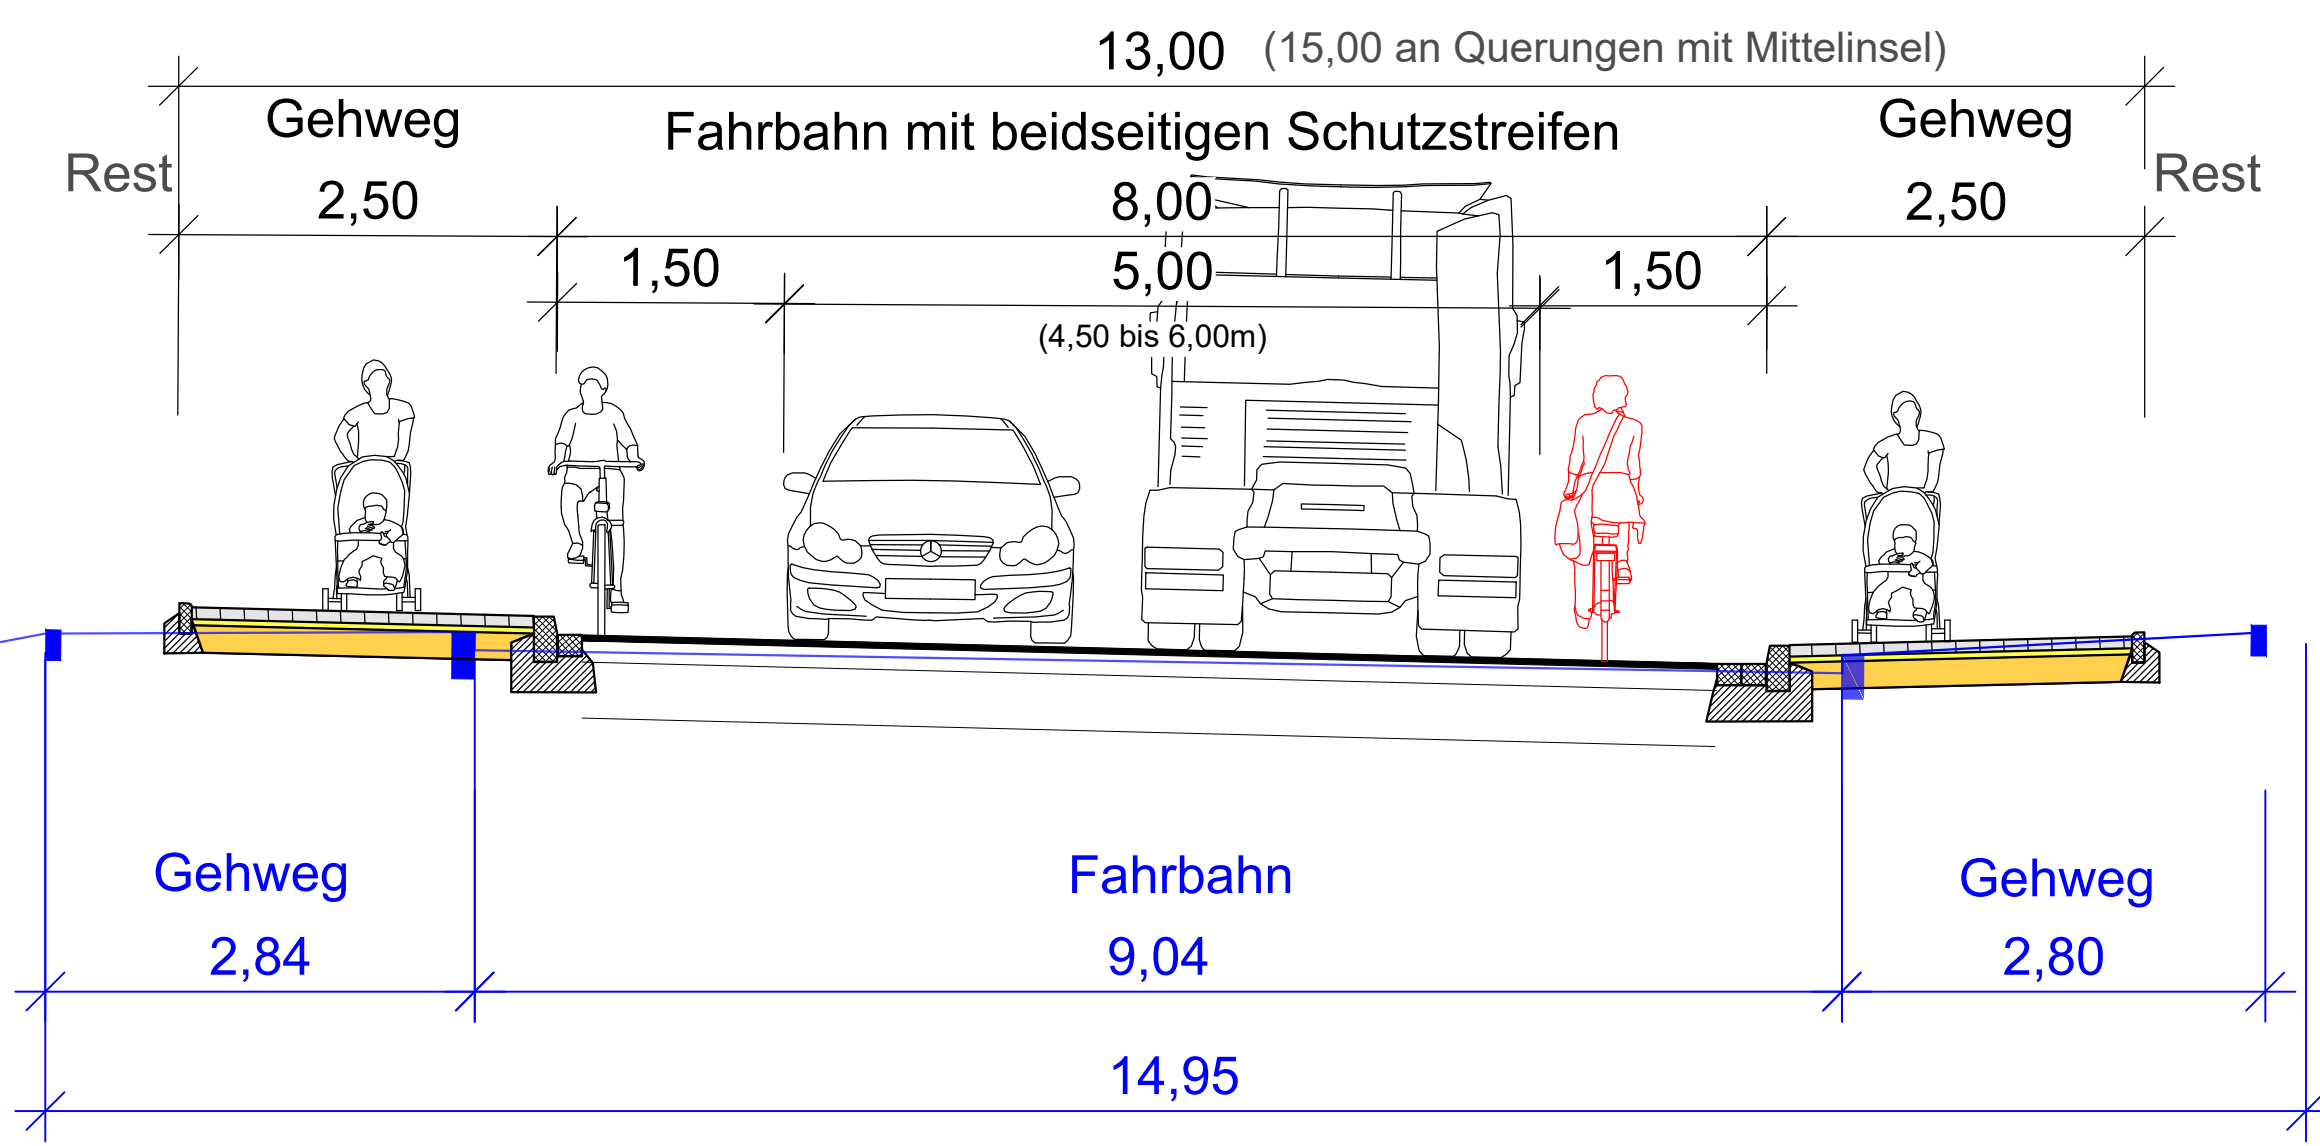 13,00 (15,00 an Querungen mit Mittelinsel)
Gehweg Fahrbahn mit beidseitigen Schutzstreifen Gehweg
Rest Rest
2,50 8,00 2,50
1,50 5,00 1,50
(4,50 bis 6,00m)
Gehweg Fahrbahn Gehweg
2,84 9,04 2,80
14,95